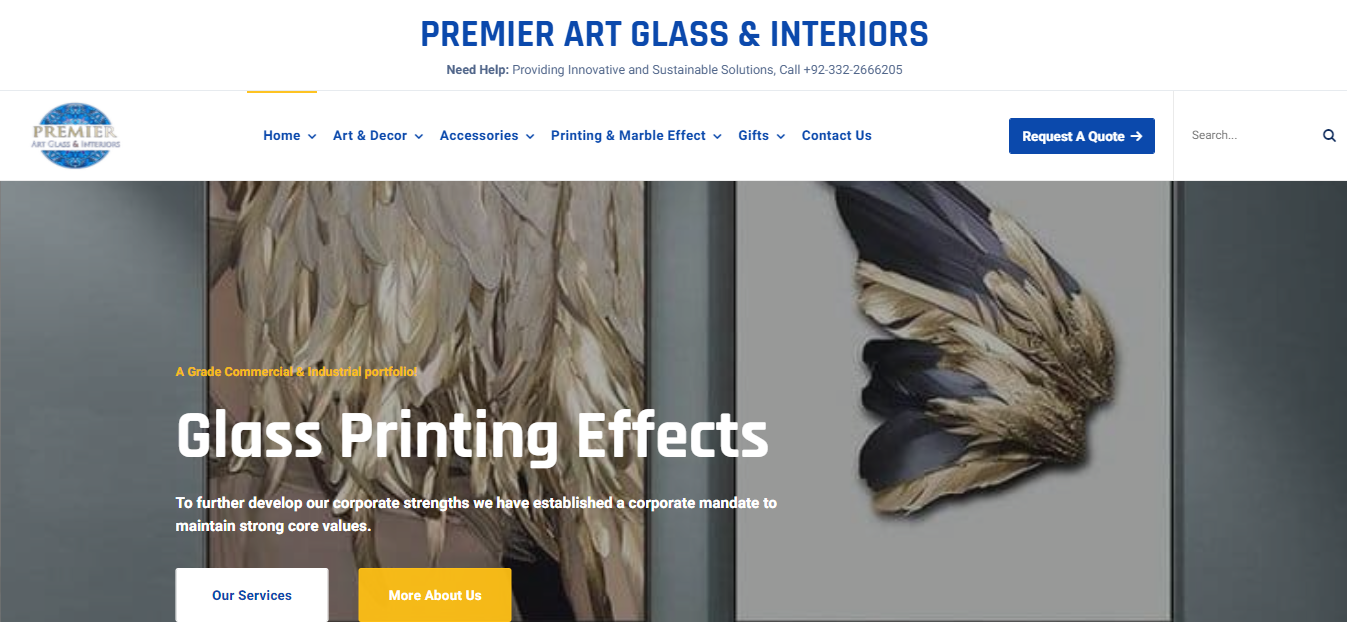 PREMIER ART GLASS & INTERIORS
Need Help: Providing Innovative and Sustainable Solutions, Call +92-332-2666205
PREMIER
ART GLASS & INTERIORS
Home Art & Decor Accessories Printing & Marble Effect Gifts Contact Us
Request A Quote →
Search...
A Grade Commercial & Industrial portfolio!
Glass Printing Effects
To further develop our corporate strengths we have established a corporate mandate to
maintain strong core values.
Our Services
More About Us